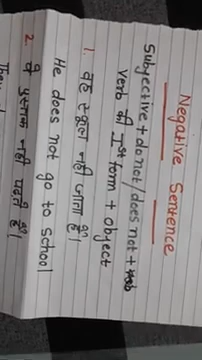 Negative Sentence
Subjective + do not / does not +
Verb की Ist form + object
1. वह स्कूल नही जाता है।
He does not go to school
2. वे पुस्तक नही पढ़ते है।